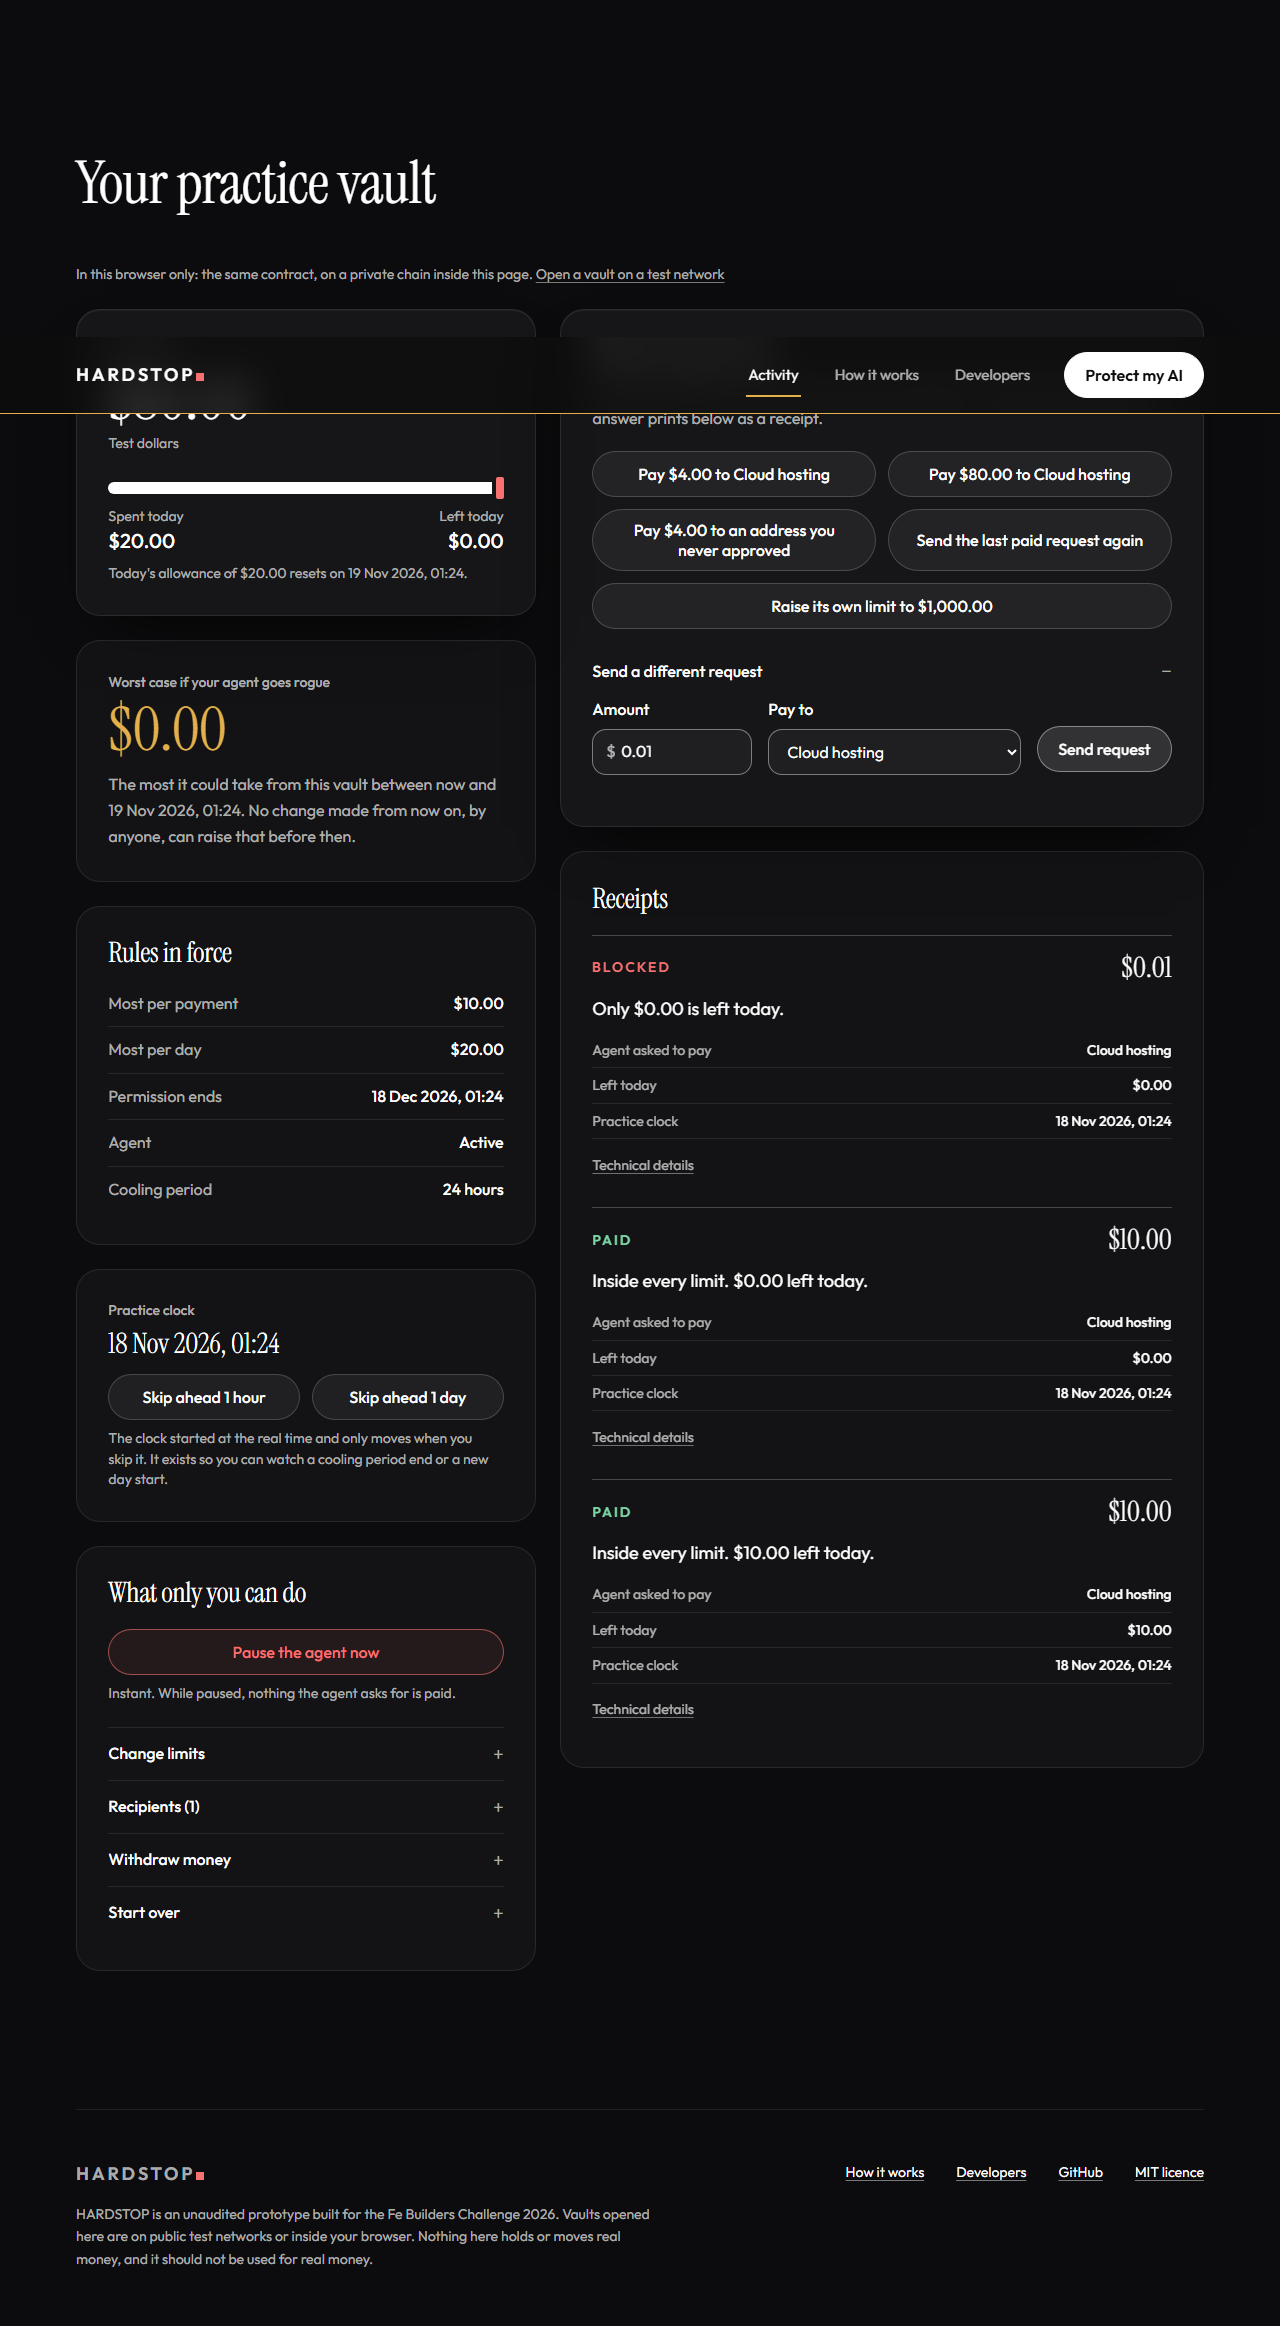 Your practice vault
In this browser only: the same contract, on a private chain inside this page. Open a vault on a test network
HARDSTOP
Activity
How it works
Developers
Protect my AI
Test dollars
Spent today
Left today
$20.00
$0.00
Today's allowance of $20.00 resets on 19 Nov 2026, 01:24.
Worst case if your agent goes rogue
$0.00
The most it could take from this vault between now and
19 Nov 2026, 01:24. No change made from now on, by
anyone, can raise that before then.
Rules in force
Most per payment
$10.00
Most per day
$20.00
Permission ends
18 Dec 2026, 01:24
Agent
Active
Cooling period
24 hours
Practice clock
18 Nov 2026, 01:24
Skip ahead 1 hour
Skip ahead 1 day
The clock started at the real time and only moves when you
skip it. It exists so you can watch a cooling period end or a new
day start.
What only you can do
Pause the agent now
Instant. While paused, nothing the agent asks for is paid.
Change limits
+
Recipients (1)
+
Withdraw money
+
Start over
+
answer prints below as a receipt.
Pay $4.00 to Cloud hosting
Pay $80.00 to Cloud hosting
Pay $4.00 to an address you
never approved
Send the last paid request again
Raise its own limit to $1,000.00
Send a different request
−
Amount
Pay to
$ 0.01
Cloud hosting
Send request
Receipts
BLOCKED
$0.01
Only $0.00 is left today.
Agent asked to pay
Cloud hosting
Left today
$0.00
Practice clock
18 Nov 2026, 01:24
Technical details
PAID
$10.00
Inside every limit. $0.00 left today.
Agent asked to pay
Cloud hosting
Left today
$0.00
Practice clock
18 Nov 2026, 01:24
Technical details
PAID
$10.00
Inside every limit. $10.00 left today.
Agent asked to pay
Cloud hosting
Left today
$10.00
Practice clock
18 Nov 2026, 01:24
Technical details
HARDSTOP
How it works
Developers
GitHub
MIT licence
HARDSTOP is an unaudited prototype built for the Fe Builders Challenge 2026. Vaults opened
here are on public test networks or inside your browser. Nothing here holds or moves real
money, and it should not be used for real money.